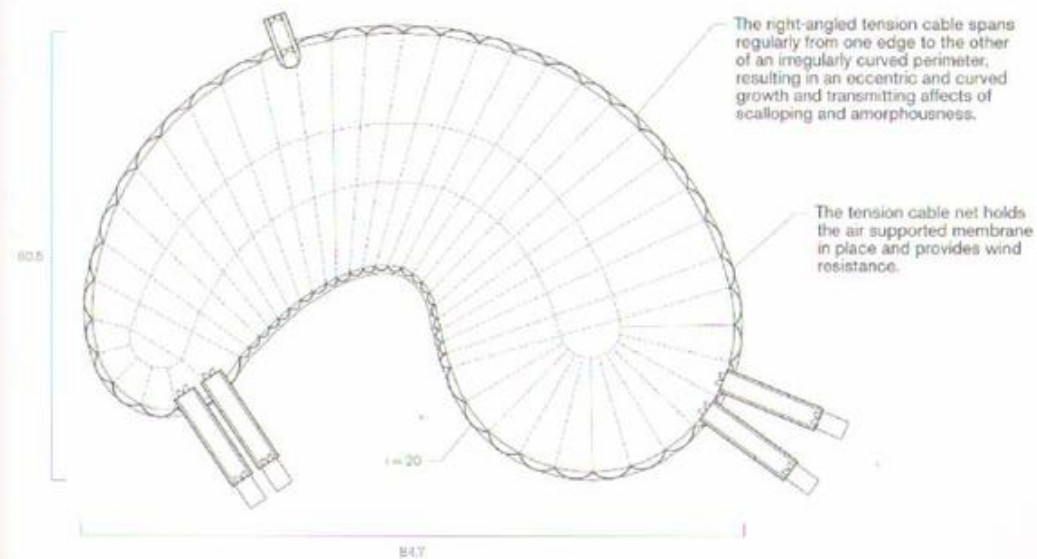 The right-angled tension cable spans
regularly from one edge to the other
of an irregularly curved perimeter,
resulting in an eccentric and curved
growth and transmitting affects of
scalloping and amorphousness.
The tension cable net holds
the air supported membrane
in place and provides wind
resistance.
60.5
r = 20
84.7